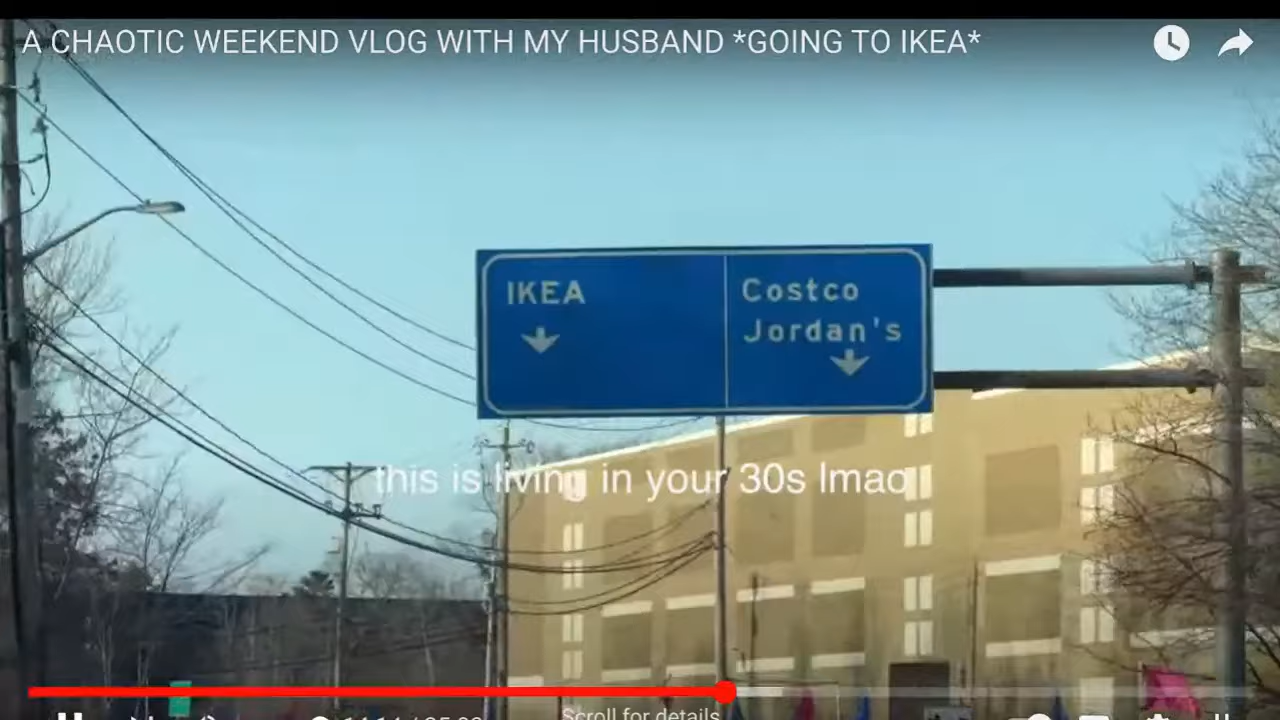 A CHAOTIC WEEKEND VLOG WITH MY HUSBAND *GOING TO IKEA*
IKEA
Costco
Jordan's
this is living in your 30s lmao
Scroll for details